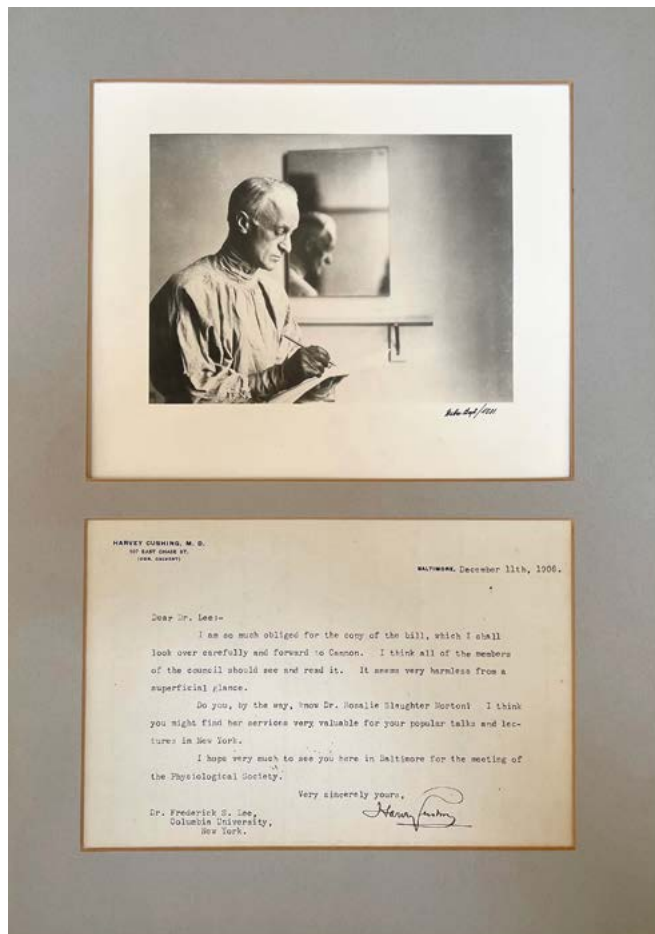 HARVEY CUSHING, M. D.
107 EAST CHASE ST.
(COR. CALVERT)
BALTIMORE, December 11th, 1908.
Dear Dr. Lee:-
I am so much obliged for the copy of the bill, which I shall
look over carefully and forward to Cannon. I think all of the members
of the council should see and read it. It seems very harmless from a
superficial glance.
Do you, by the way, know Dr. Rosalie Slaughter Morton? I think
you might find her services very valuable for your popular talks and lec-
tures in New York.
I hope very much to see you here in Baltimore for the meeting of
the Physiological Society.
Very sincerely yours,
Harvey Cushing
Dr. Frederick S. Lee,
Columbia University,
New York.